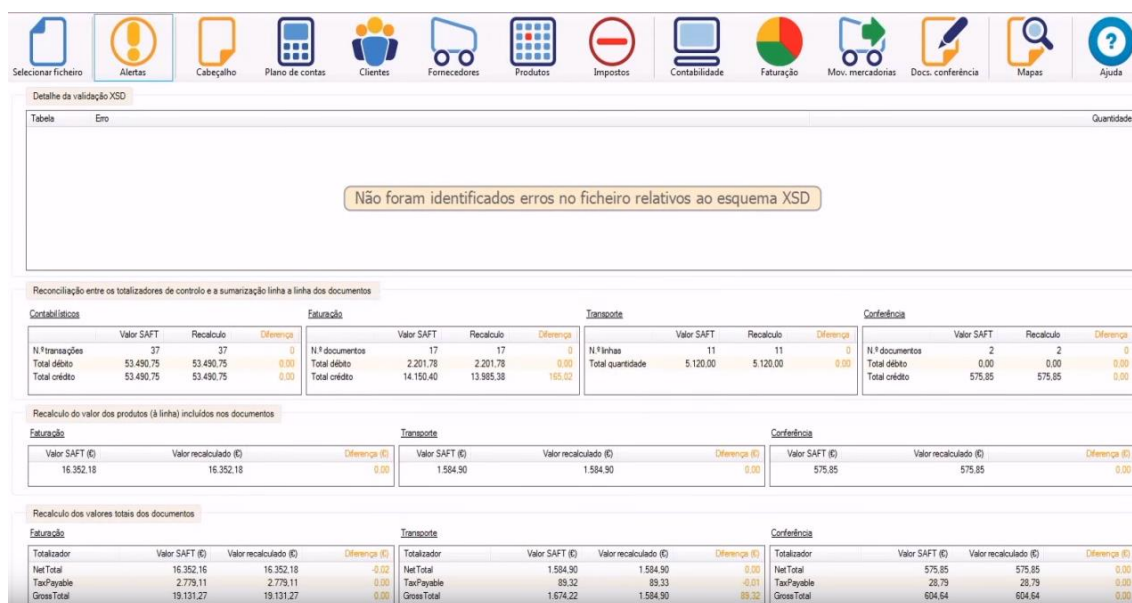 Selecionar ficheiro Alertas Cabeçalho Plano de contas Clientes Fornecedores Produtos Impostos Contabilidade Faturação Mov. mercadorias Docs. conferência Mapas Ajuda
Detalhe da validação XSD
Tabela Erro Quantidade
Não foram identificados erros no ficheiro relativos ao esquema XSD
Reconciliação entre os totalizadores de controlo e a sumarização linha a linha dos documentos
Contabilísticos Faturação Transporte Conferência
Valor SAFT Recalculo Diferença Valor SAFT Recalculo Diferença Valor SAFT Recalculo Diferença Valor SAFT Recalculo Diferença
N.º transações 37 37 0 N.º documentos 17 17 0 N.º linhas 11 11 0 N.º documentos 2 2 0
Total débito 53.490,75 53.490,75 0,00 Total débito 2.201,78 2.201,78 0,00 Total quantidade 5.120,00 5.120,00 0,00 Total débito 0,00 0,00 0,00
Total crédito 53.490,75 53.490,75 0,00 Total crédito 14.150,40 13.985,38 165,02 Total crédito 575,85 575,85 0,00
Recalculo do valor dos produtos (à linha) incluídos nos documentos
Faturação Transporte Conferência
Valor SAFT (€) Valor recalculado (€) Diferença (€) Valor SAFT (€) Valor recalculado (€) Diferença (€) Valor SAFT (€) Valor recalculado (€) Diferença (€)
16.352,18 16.352,18 0,00 1.584,90 1.584,90 0,00 575,85 575,85 0,00
Recalculo dos valores totais dos documentos
Faturação Transporte Conferência
Totalizador Valor SAFT (€) Valor recalculado (€) Diferença (€) Totalizador Valor SAFT (€) Valor recalculado (€) Diferença (€) Totalizador Valor SAFT (€) Valor recalculado (€) Diferença (€)
NetTotal 16.352,16 16.352,18 -0,02 NetTotal 1.584,90 1.584,90 0,00 NetTotal 575,85 575,85 0,00
TaxPayable 2.779,11 2.779,11 0,00 TaxPayable 89,32 89,33 -0,01 TaxPayable 28,79 28,79 0,00
GrossTotal 19.131,27 19.131,27 0,00 GrossTotal 1.674,22 1.584,90 89,32 GrossTotal 604,64 604,64 0,00